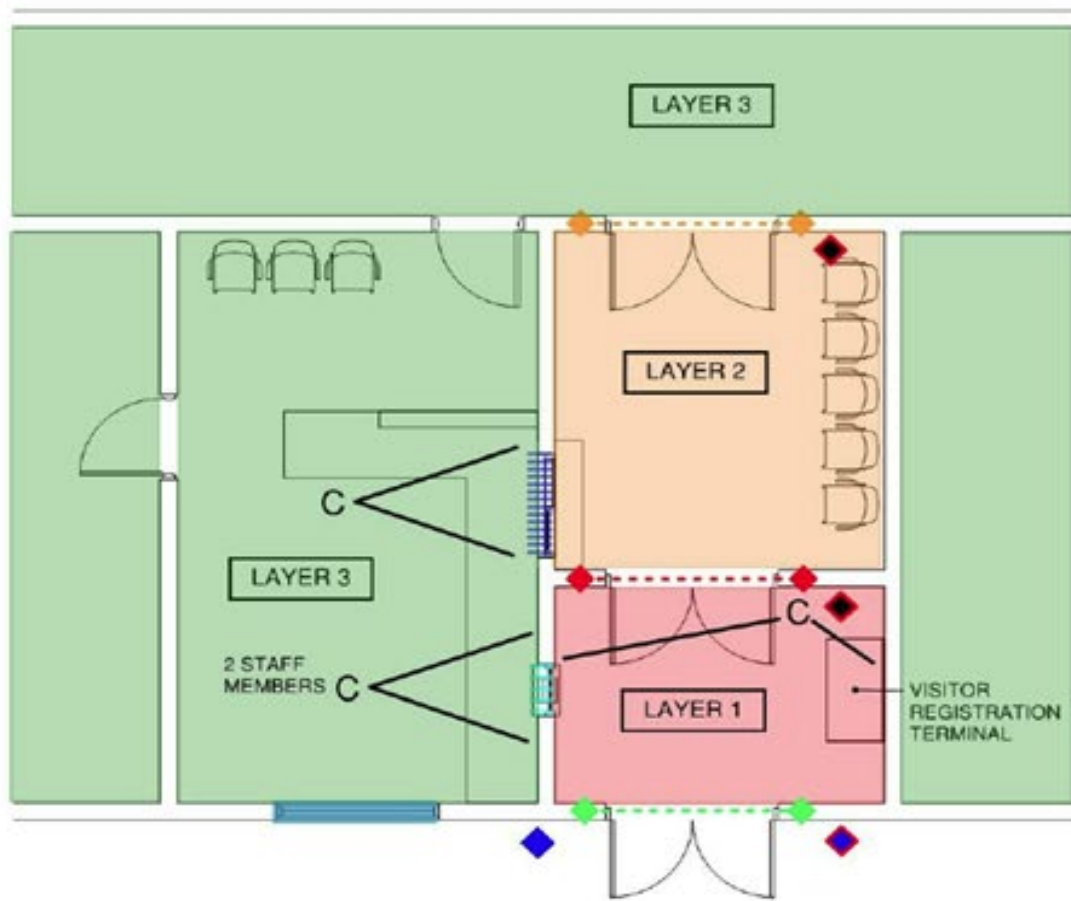 LAYER 3
LAYER 2
C
LAYER 3
C
2 STAFF
MEMBERS
C
LAYER 1
VISITOR
REGISTRATION
TERMINAL